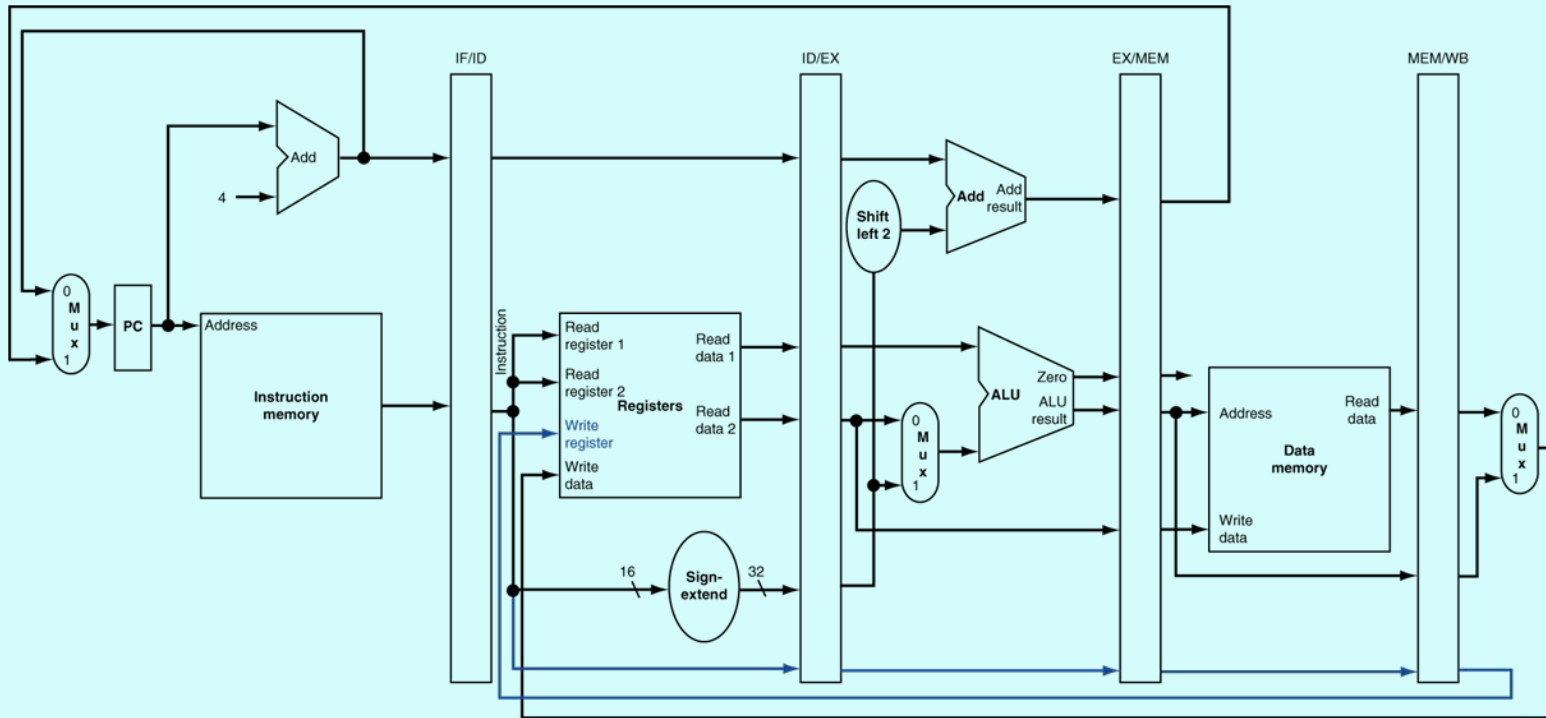 IF/ID
ID/EX
EX/MEM
MEM/WB
Add
4
Shift
left 2
Add
Add
result
0
M
u
x
1
PC
Address
Instruction
memory
Instruction
Read
register 1
Read
register 2
Write
register
Write
data
Registers
Read
data 1
Read
data 2
0
M
u
x
1
Zero
ALU
ALU
result
Address
Read
data
Data
memory
Write
data
0
M
u
x
1
16
Sign-
extend
32